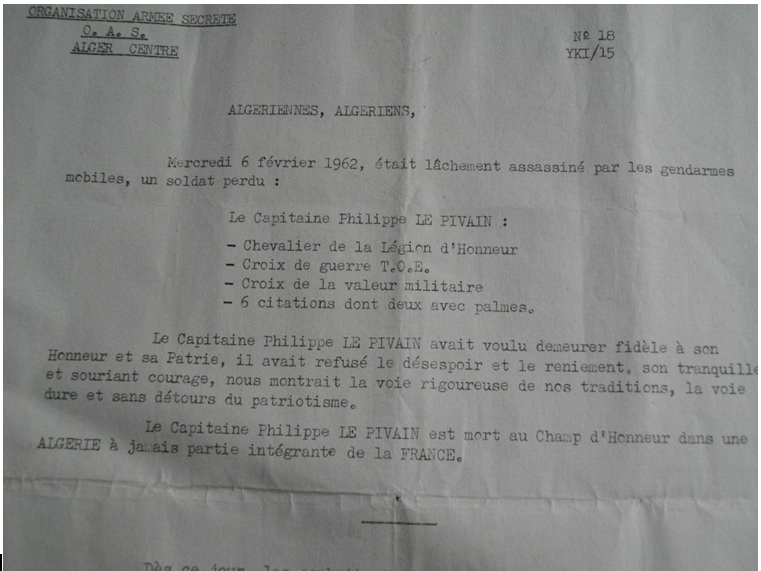 ORGANISATION ARMEE SECRETE
O. A. S.
ALGER CENTRE
N° 18
YKI/15
ALGERIENNES, ALGERIENS,
Mercredi 6 février 1962, était lâchement assassiné par les gendarmes
mobiles, un soldat perdu :
Le Capitaine Philippe LE PIVAIN :
- Chevalier de la Légion d'Honneur
- Croix de guerre T.O.E.
- Croix de la valeur militaire
- 6 citations dont deux avec palmes.
Le Capitaine Philippe LE PIVAIN avait voulu demeurer fidèle à son
Honneur et sa Patrie, il avait refusé le désespoir et le reniement, son tranquille
et souriant courage, nous montrait la voie rigoureuse de nos traditions, la voie
dure et sans détours du patriotisme.
Le Capitaine Philippe LE PIVAIN est mort au Champ d'Honneur dans une
ALGERIE à jamais partie intégrante de la FRANCE.
Dès ce jour, les